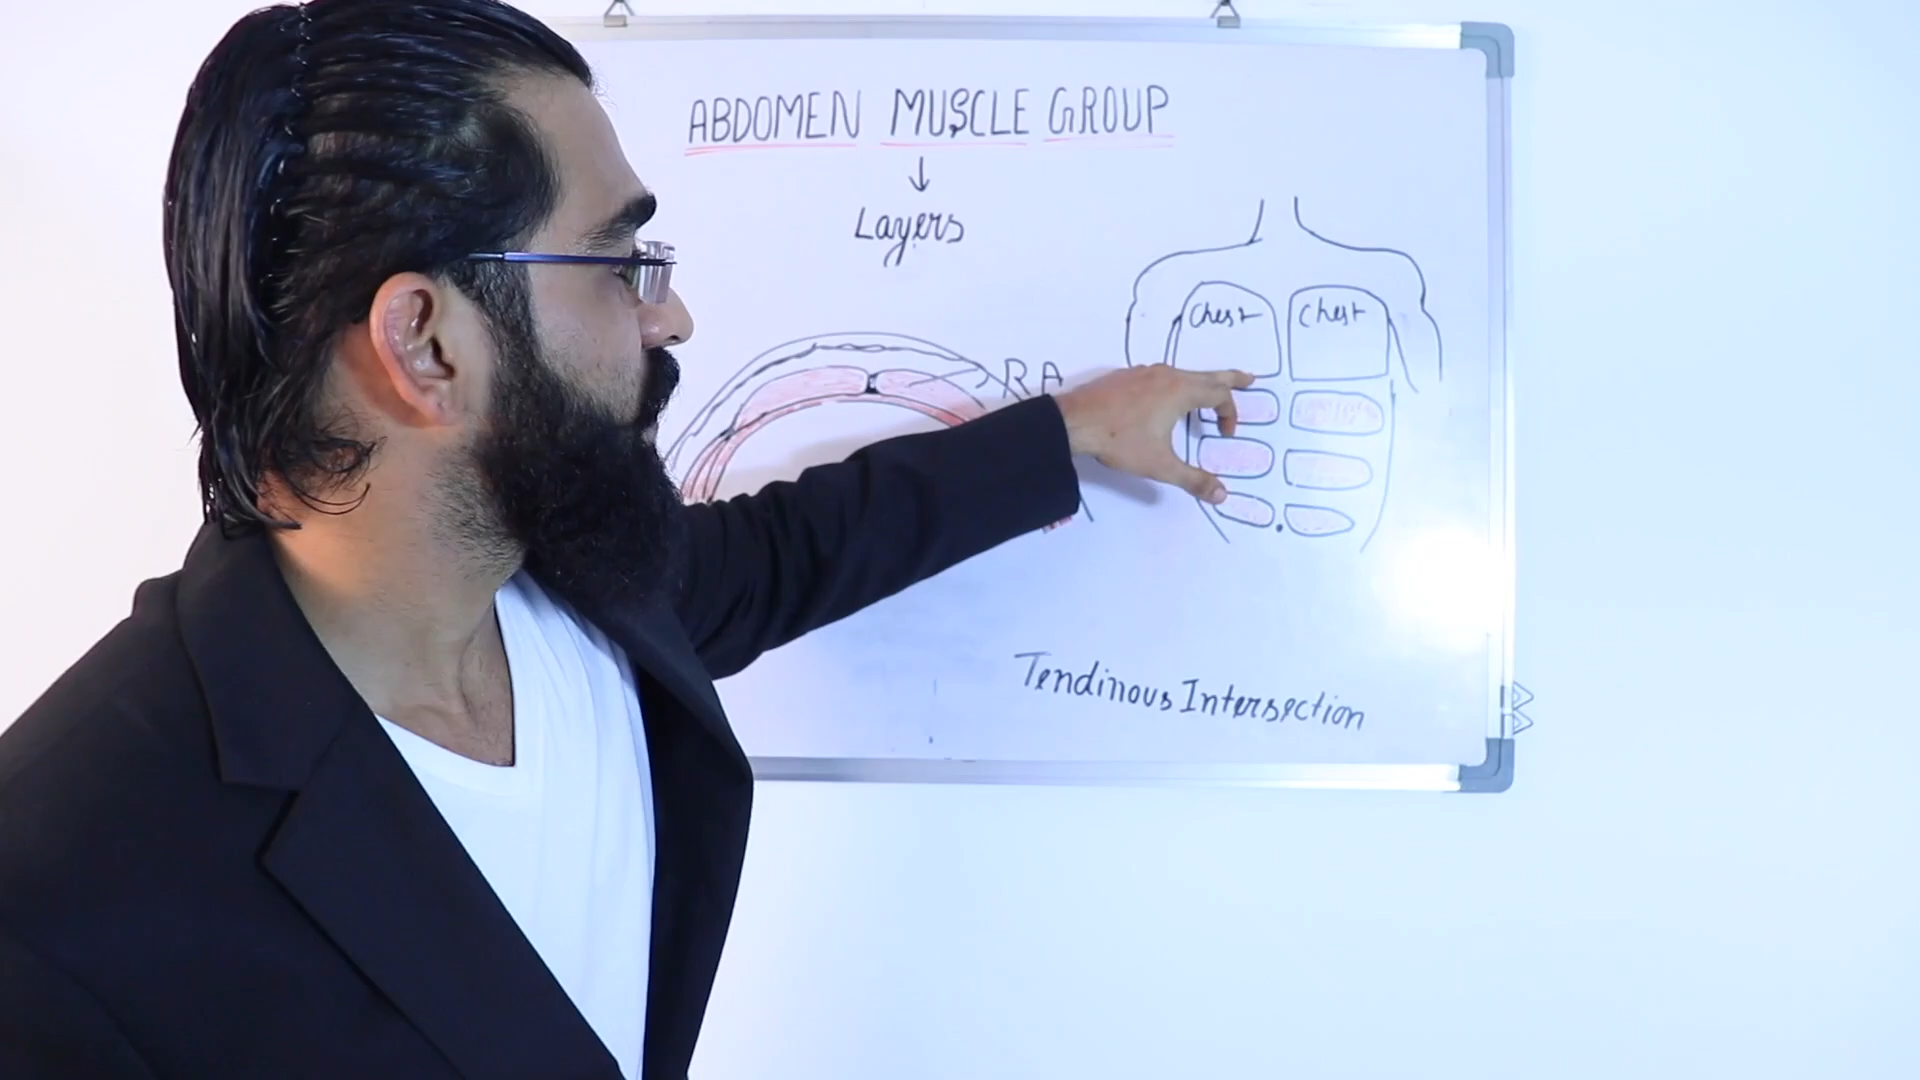 ABDOMEN MUSCLE GROUP
Layers
Chest Chest
RA
Tendinous Intersection